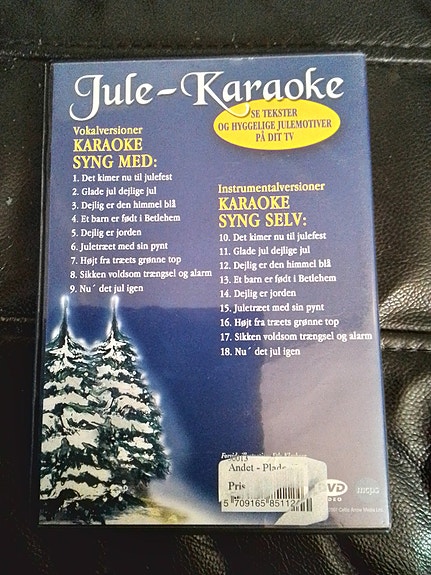 Jule-Karaoke
SE TEKSTER
OG HYGGELIGE JULEMOTIVER
PÅ DIT TV
Vokalversioner
KARAOKE
SYNG MED:
1. Det kimer nu til julefest
2. Glade jul dejlige jul
3. Dejlig er den himmel blå
4. Et barn er født i Betlehem
5. Dejlig er jorden
6. Juletræet med sin pynt
7. Højt fra træets grønne top
8. Sikken voldsom trængsel og alarm
9. Nu´ det jul igen
Instrumentalversioner
KARAOKE
SYNG SELV:
10. Det kimer nu til julefest
11. Glade jul dejlige jul
12. Dejlig er den himmel blå
13. Et barn er født i Betlehem
14. Dejlig er jorden
15. Juletræet med sin pynt
16. Højt fra træets grønne top
17. Sikken voldsom trængsel og alarm
18. Nu´ det jul igen
Andet - Plade
Pris
5 709165 85112
DVD
VIDEO
mcps